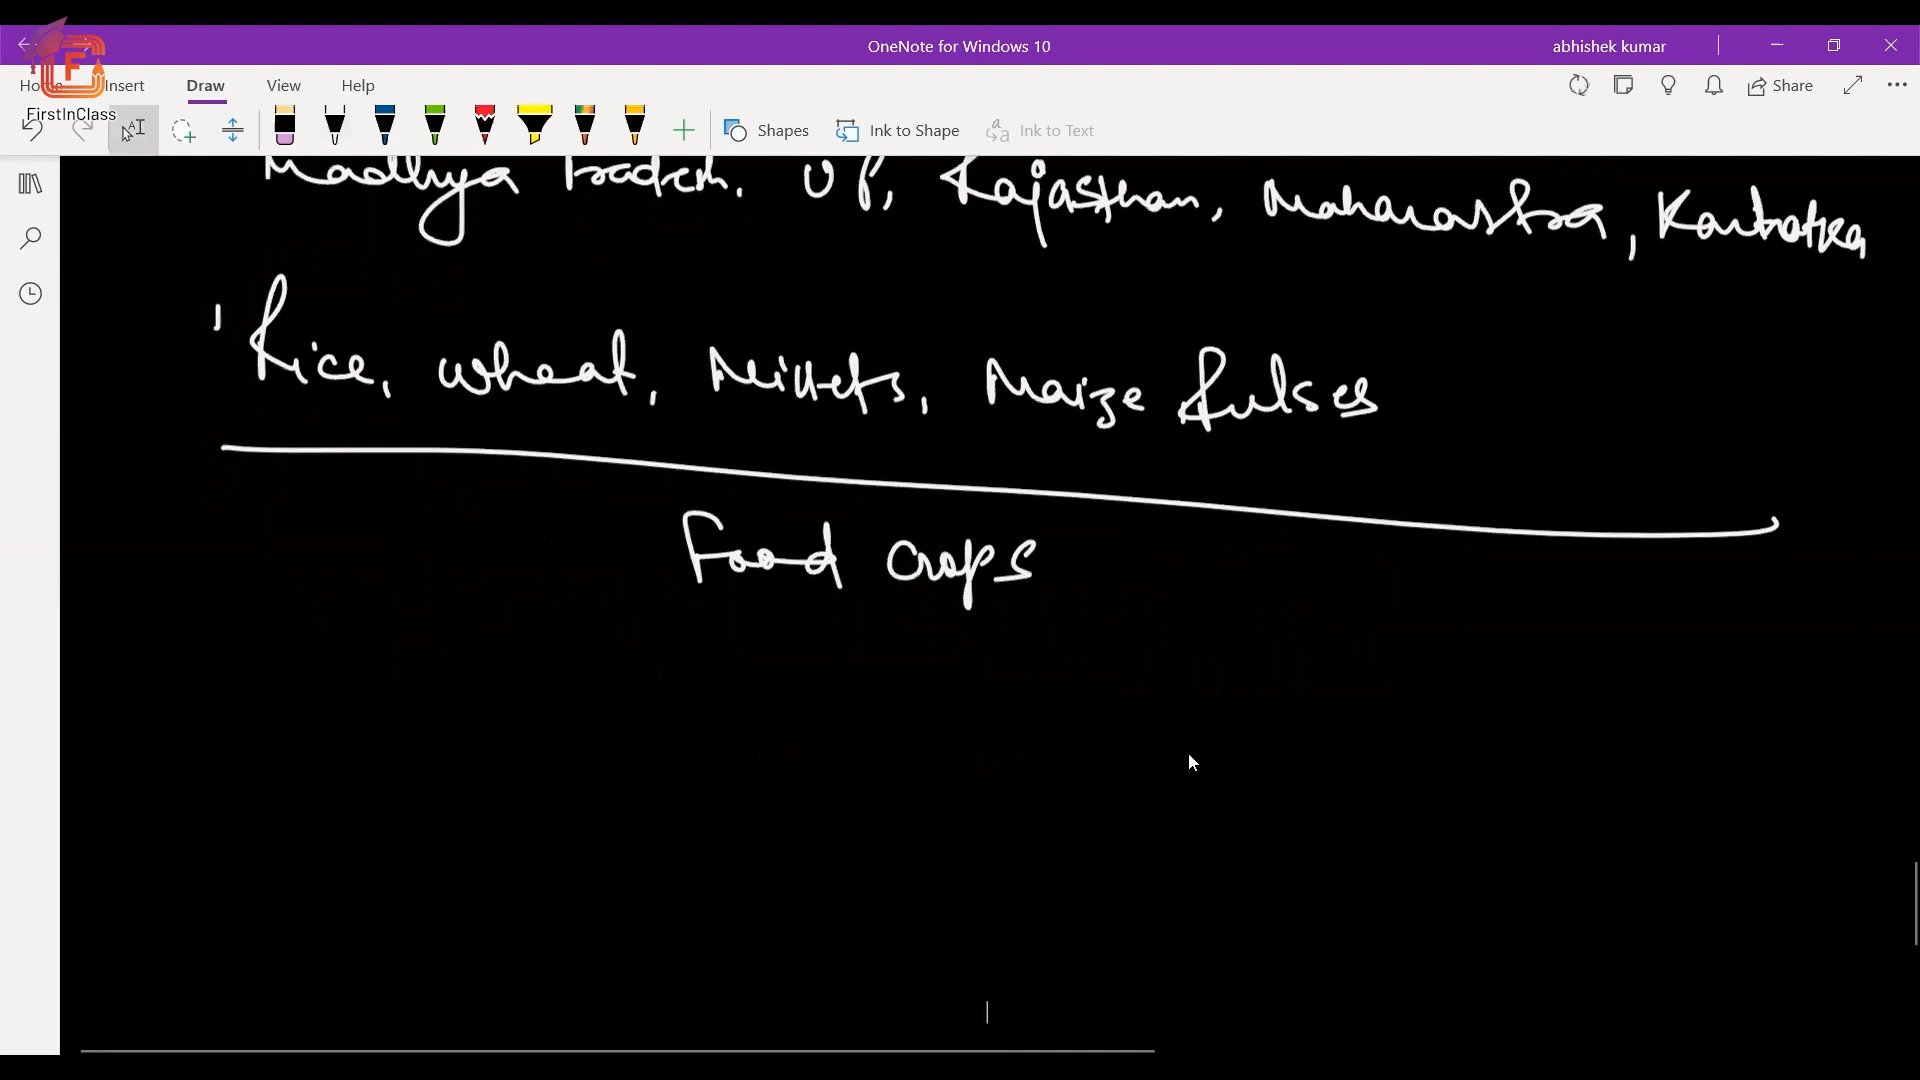 OneNote for Windows 10
abhishek kumar
Home Insert Draw View Help
Share
FirstInClass
Shapes Ink to Shape Ink to Text
Madhya Pradesh. UP, Rajasthan, Maharastra, Karnataka
Rice, wheat, Millets, Maize Pulses
Food crops